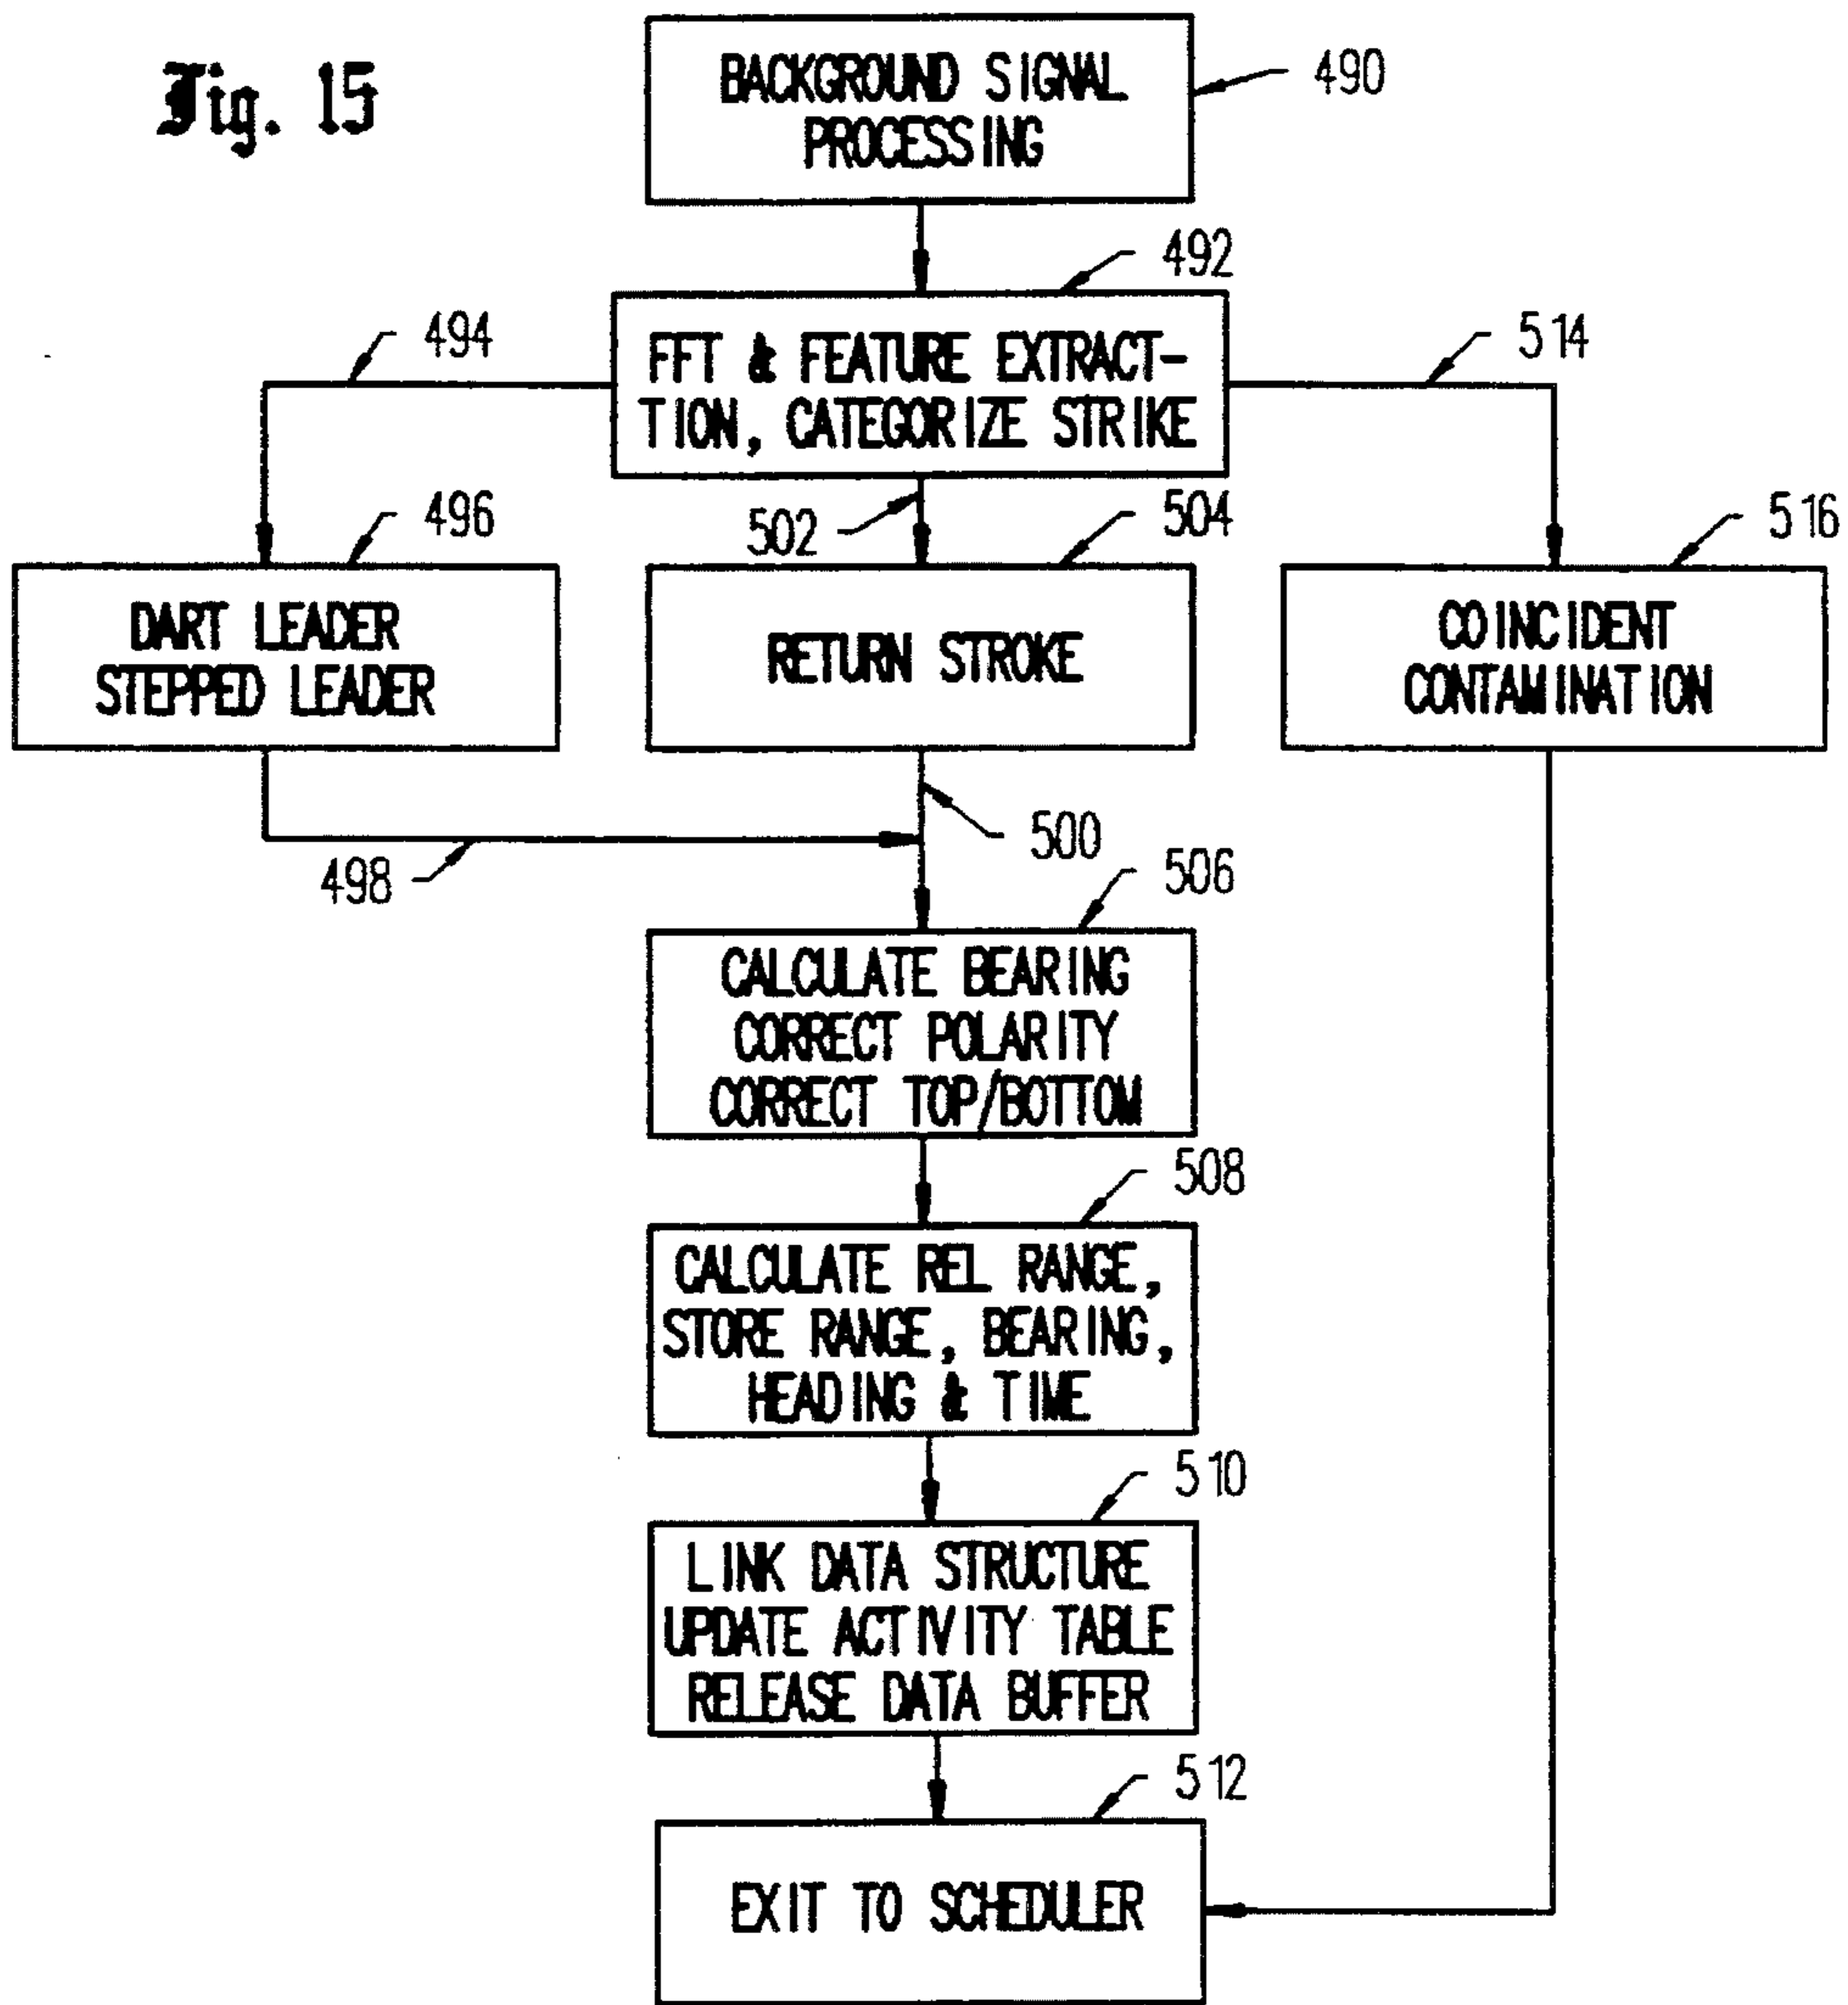 Fig. 15
BACKGROUND SIGNAL
PROCESSING
490
492
FFT & FEATURE EXTRACT-
TION, CATEGORIZE STRIKE
494
514
496
502
504
516
DART LEADER
STEPPED LEADER
RETURN STROKE
COINCIDENT
CONTAMINATION
498
500
506
CALCULATE BEARING
CORRECT POLARITY
CORRECT TOP/BOTTOM
508
CALCULATE REL RANGE,
STORE RANGE, BEARING,
HEADING & TIME
510
LINK DATA STRUCTURE
UPDATE ACTIVITY TABLE
RELEASE DATA BUFFER
512
EXIT TO SCHEDULER